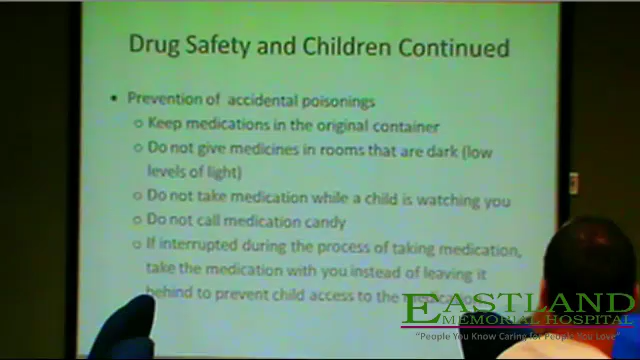 Drug Safety and Children Continued
• Prevention of accidental poisonings
o Keep medications in the original container
o Do not give medicines in rooms that are dark (low
levels of light)
o Do not take medication while a child is watching you
o Do not call medication candy
o If interrupted during the process of taking medication,
take the medication with you instead of leaving it
behind to prevent child access to the
EASTLAND
MEMORIAL HOSPITAL
"People You Know Caring for People You Love"